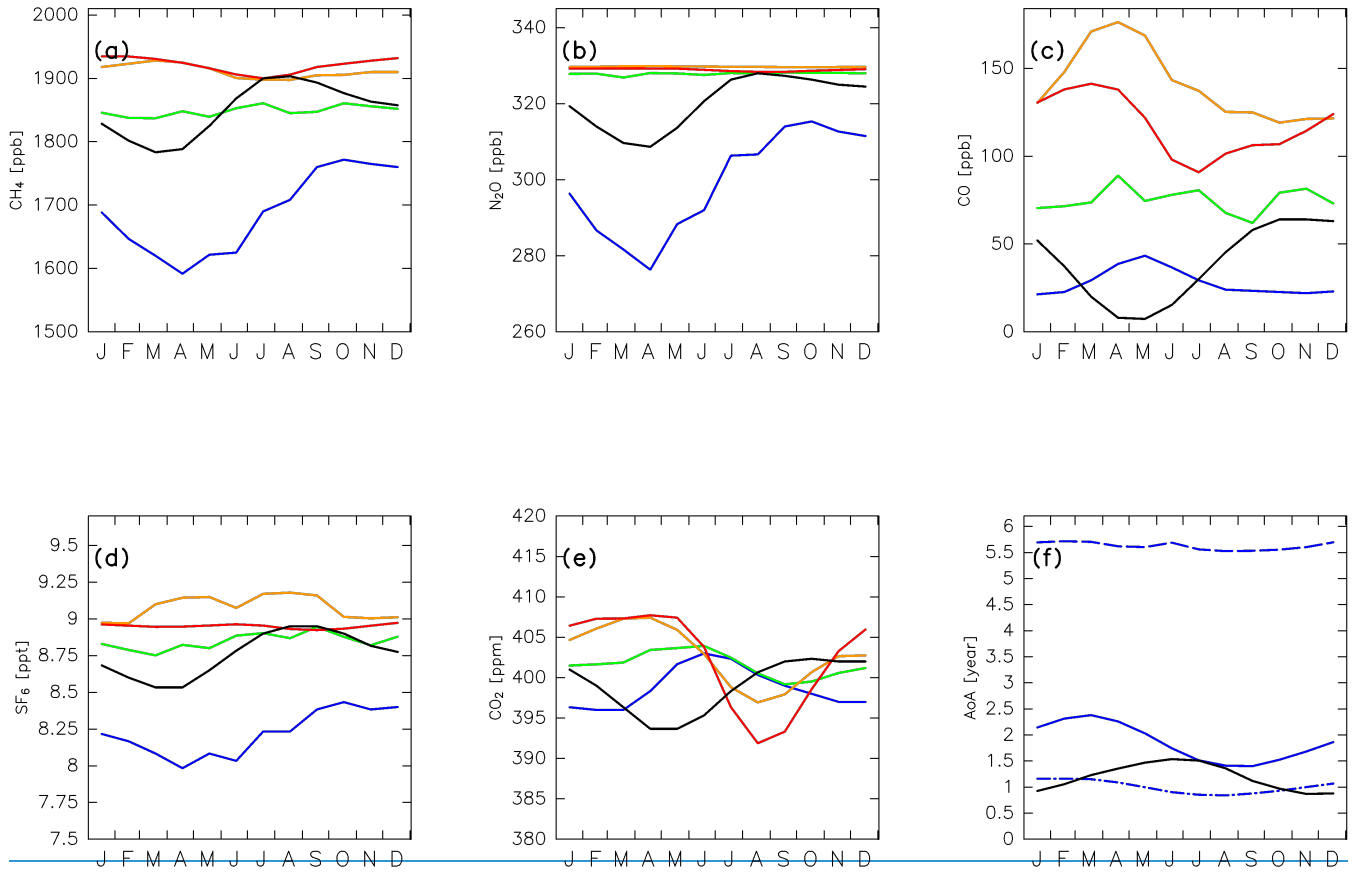 (a)
CH₄ [ppb]
2000
1900
1800
1700
1600
1500
J F M A M J J A S O N D
(b)
N₂O [ppb]
340
320
300
280
260
J F M A M J J A S O N D
(c)
CO [ppb]
150
100
50
0
J F M A M J J A S O N D
(d)
SF₆ [ppt]
9.5
9.25
9
8.75
8.5
8.25
8
7.75
7.5
J F M A M J J A S O N D
(e)
CO₂ [ppm]
420
415
410
405
400
395
390
385
380
J F M A M J J A S O N D
(f)
AoA [year]
6
5.5
5
4.5
4
3.5
3
2.5
2
1.5
1
0.5
0
J F M A M J J A S O N D